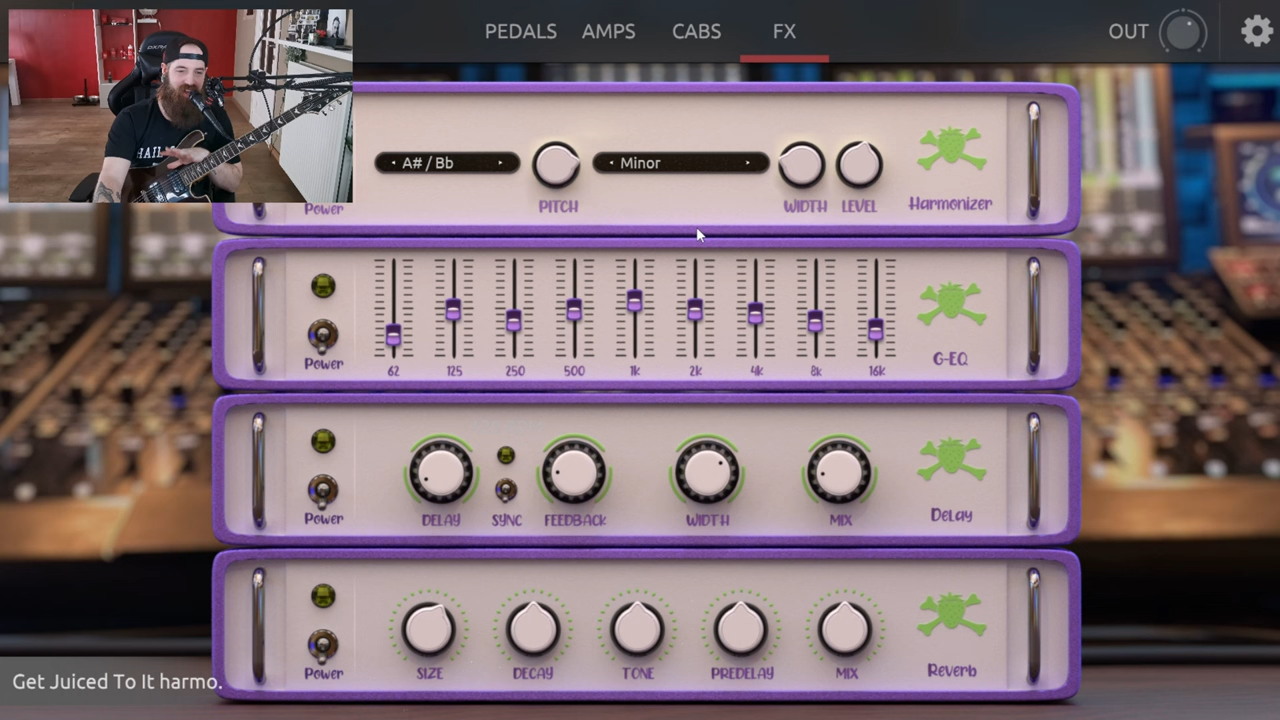 PEDALS AMPS CABS FX OUT
A# / Bb Minor
Power PITCH WIDTH LEVEL Harmonizer
Power 62 125 250 500 1k 2k 4k 8k 16k G-EQ
Power DELAY SYNC FEEDBACK WIDTH MIX Delay
Power SIZE DECAY TONE PREDELAY MIX Reverb
Get Juiced To It harmo.